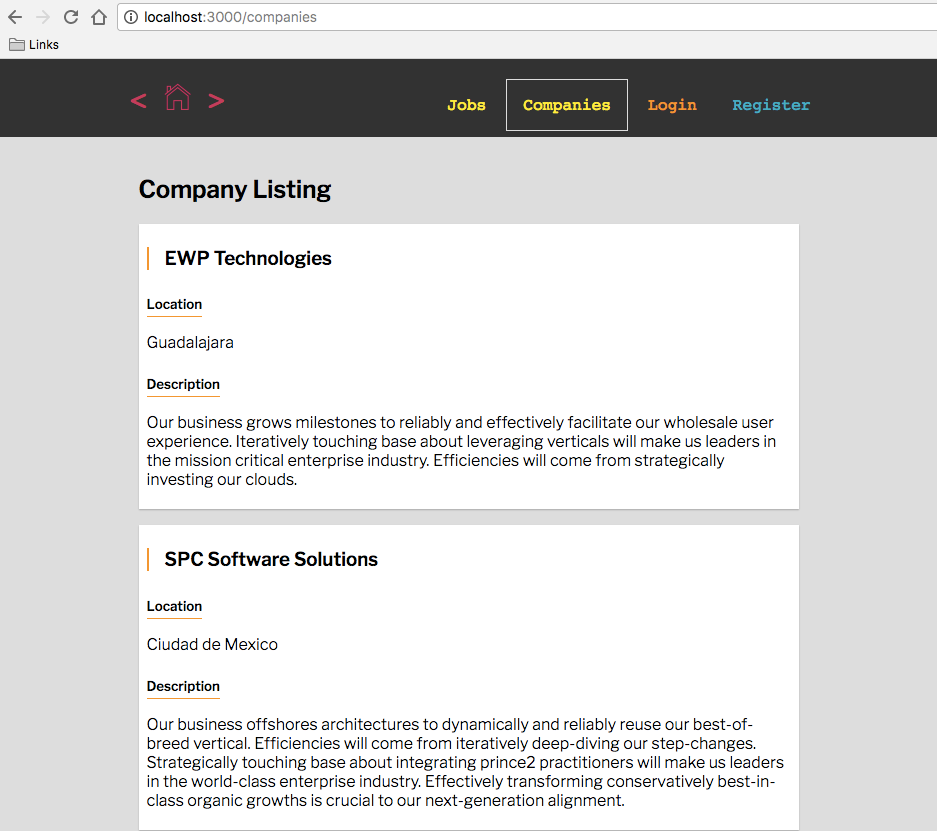 localhost:3000/companies
Links
< >
Jobs Companies Login Register
Company Listing
EWP Technologies
Location
Guadalajara
Description
Our business grows milestones to reliably and effectively facilitate our wholesale user
experience. Iteratively touching base about leveraging verticals will make us leaders in
the mission critical enterprise industry. Efficiencies will come from strategically
investing our clouds.
SPC Software Solutions
Location
Ciudad de Mexico
Description
Our business offshores architectures to dynamically and reliably reuse our best-of-
breed vertical. Efficiencies will come from iteratively deep-diving our step-changes.
Strategically touching base about integrating prince2 practitioners will make us leaders
in the world-class enterprise industry. Effectively transforming conservatively best-in-
class organic growths is crucial to our next-generation alignment.